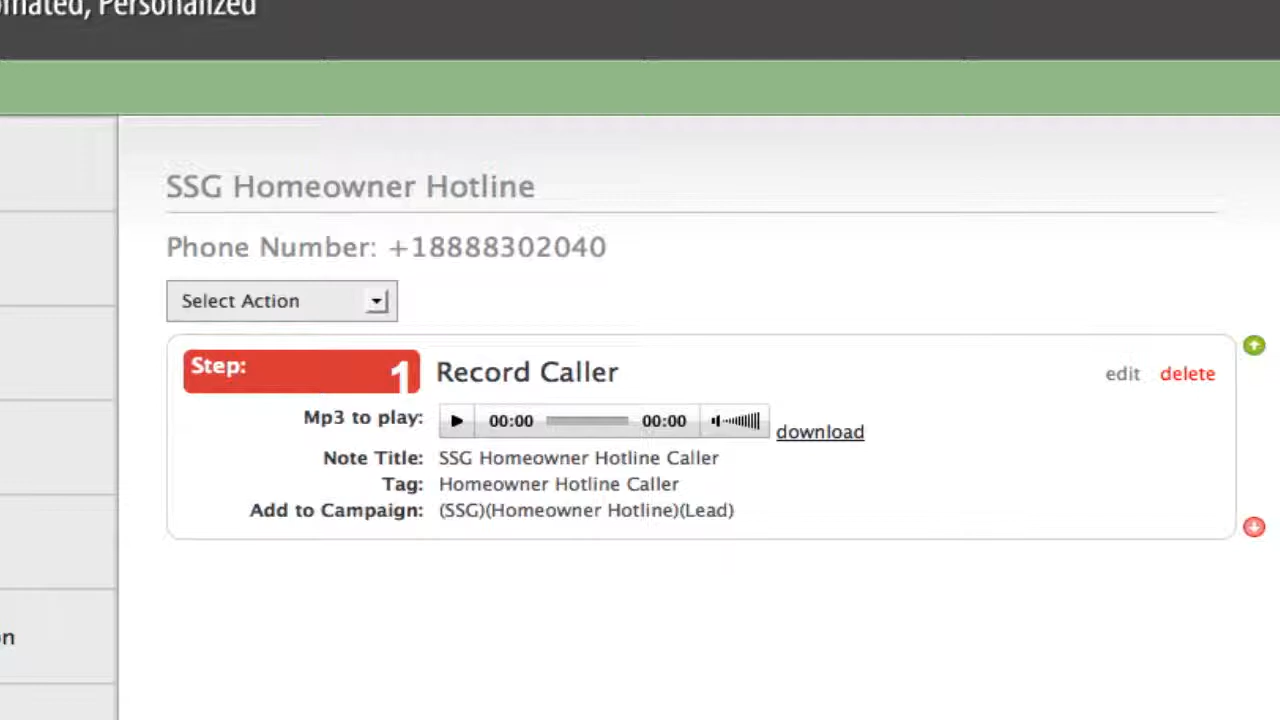 Personalized
SSG Homeowner Hotline
Phone Number: +18888302040
Select Action
Step: 1 Record Caller edit delete
Mp3 to play: 00:00 00:00 download
Note Title: SSG Homeowner Hotline Caller
Tag: Homeowner Hotline Caller
Add to Campaign: (SSG)(Homeowner Hotline)(Lead)